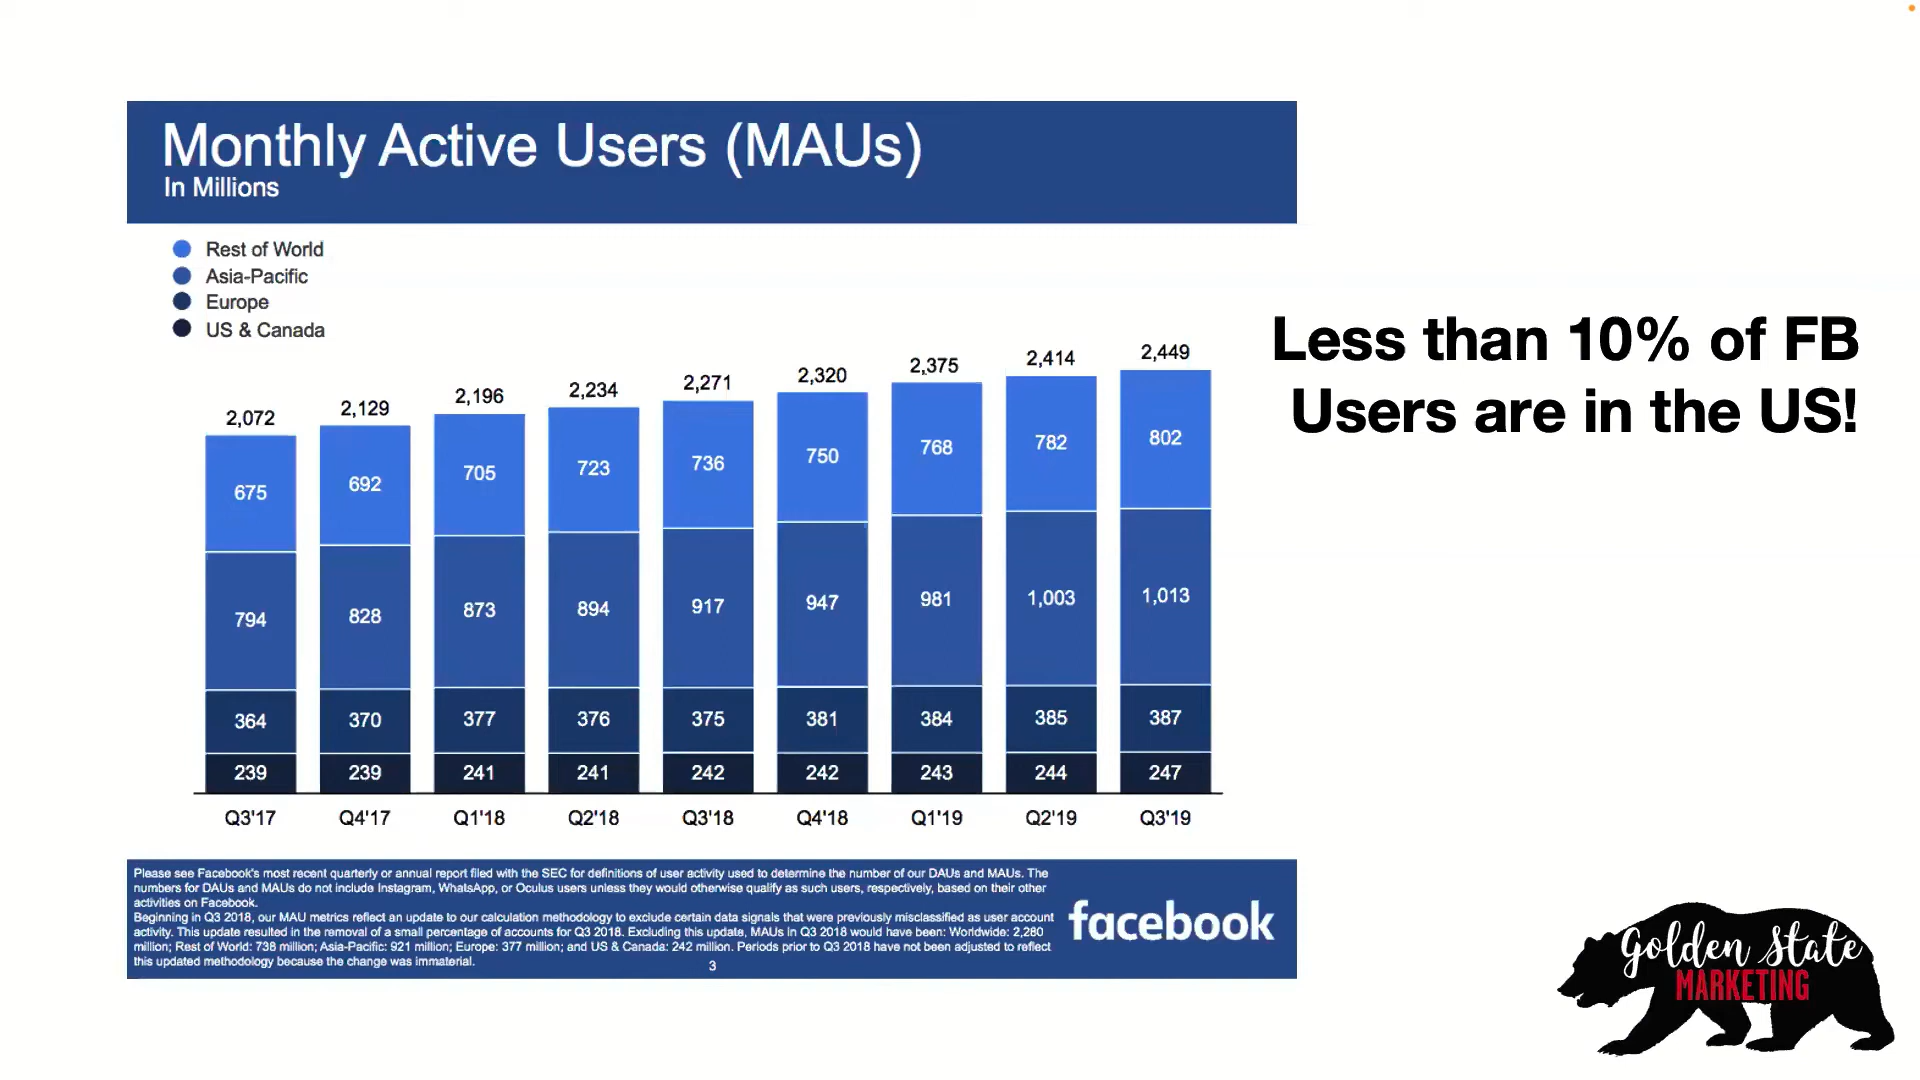 Monthly Active Users (MAUs)
In Millions
Rest of World
Asia-Pacific
Europe
US & Canada
Less than 10% of FB
Users are in the US!
2,072
2,129
2,196
2,234
2,271
2,320
2,375
2,414
2,449
675
692
705
723
736
750
768
782
802
794
828
873
894
917
947
981
1,003
1,013
364
370
377
376
375
381
384
385
387
239
239
241
241
242
242
243
244
247
Q3'17
Q4'17
Q1'18
Q2'18
Q3'18
Q4'18
Q1'19
Q2'19
Q3'19
Please see Facebook's most recent quarterly or annual report filed with the SEC for definitions of user activity used to determine the number of our DAUs and MAUs. The
numbers for DAUs and MAUs do not include Instagram, WhatsApp, or Oculus users unless they would otherwise qualify as such users, respectively, based on their other
activities on Facebook.
Beginning in Q3 2018, our MAU metrics reflect an update to our calculation methodology to exclude certain data signals that were previously misclassified as user account
activity. This update resulted in the removal of a small percentage of accounts for Q3 2018. Excluding this update, MAUs in Q3 2018 would have been: Worldwide: 2,280
million; Rest of World: 738 million; Asia-Pacific: 921 million; Europe: 377 million; and US & Canada: 242 million. Periods prior to Q3 2018 have not been adjusted to reflect
this updated methodology because the change was immaterial.
3
facebook
Golden State
MARKETING